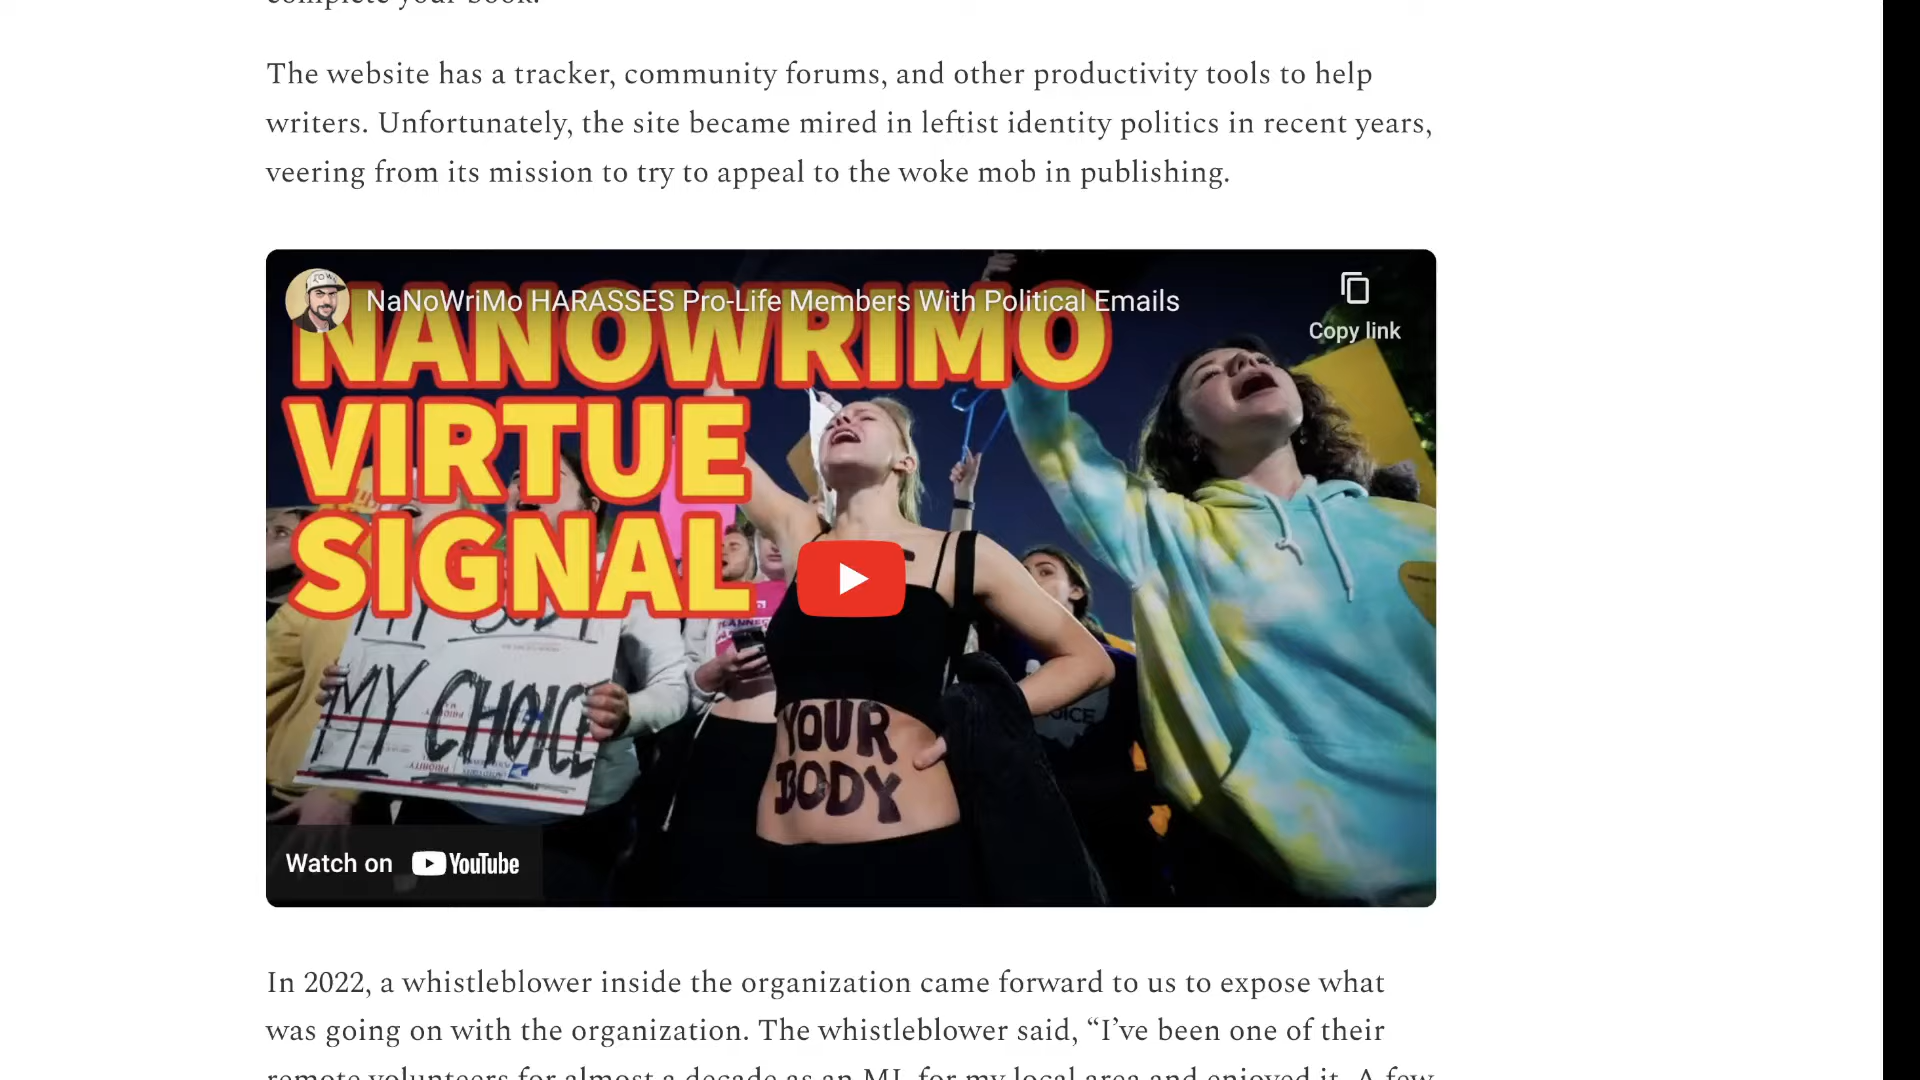 The website has a tracker, community forums, and other productivity tools to help
writers. Unfortunately, the site became mired in leftist identity politics in recent years,
veering from its mission to try to appeal to the woke mob in publishing.
NaNoWriMo HARASSES Pro-Life Members With Political Emails
Copy link
NANOWRIMO
VIRTUE
SIGNAL
MY CHOICE
YOUR
BODY
Watch on YouTube
In 2022, a whistleblower inside the organization came forward to us to expose what
was going on with the organization. The whistleblower said, “I’ve been one of their
remote volunteers for almost a decade as an ML for my local area and enjoyed it. A few